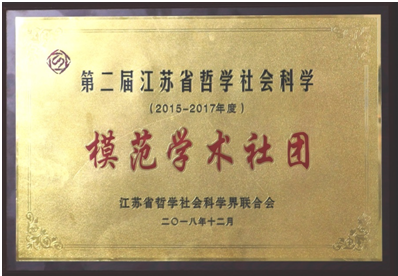 第二届江苏省哲学社会科学
（2015-2017年度）
模范学术社团
江苏省哲学社会科学界联合会
二〇一八年十二月